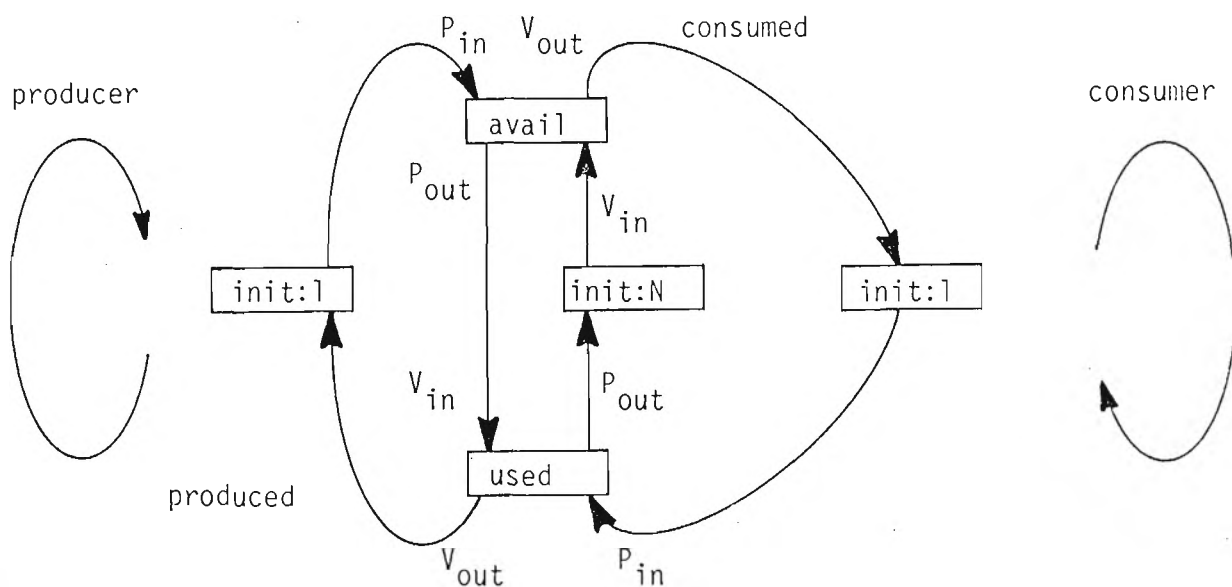 P_in V_out consumed
producer
consumer
avail
P_out
V_in
init:1
init:N
init:1
V_in
P_out
used
produced
V_out
P_in